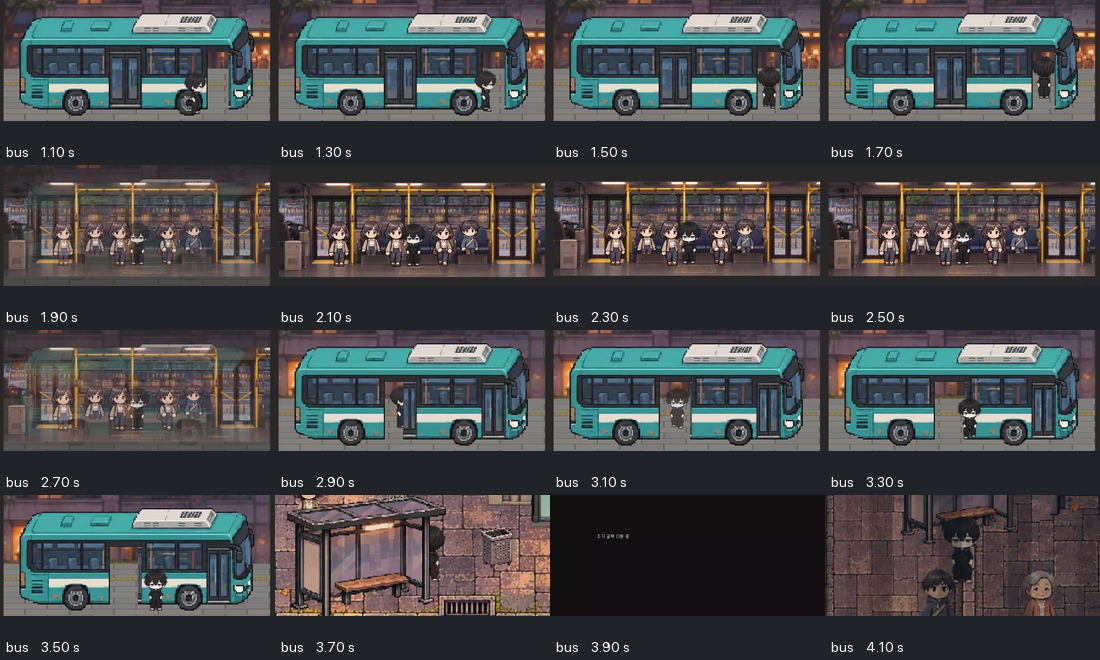 bus 1.10 s
bus 1.30 s
bus 1.50 s
bus 1.70 s
bus 1.90 s
bus 2.10 s
bus 2.30 s
bus 2.50 s
bus 2.70 s
bus 2.90 s
bus 3.10 s
bus 3.30 s
bus 3.50 s
bus 3.70 s
bus 3.90 s
bus 4.10 s